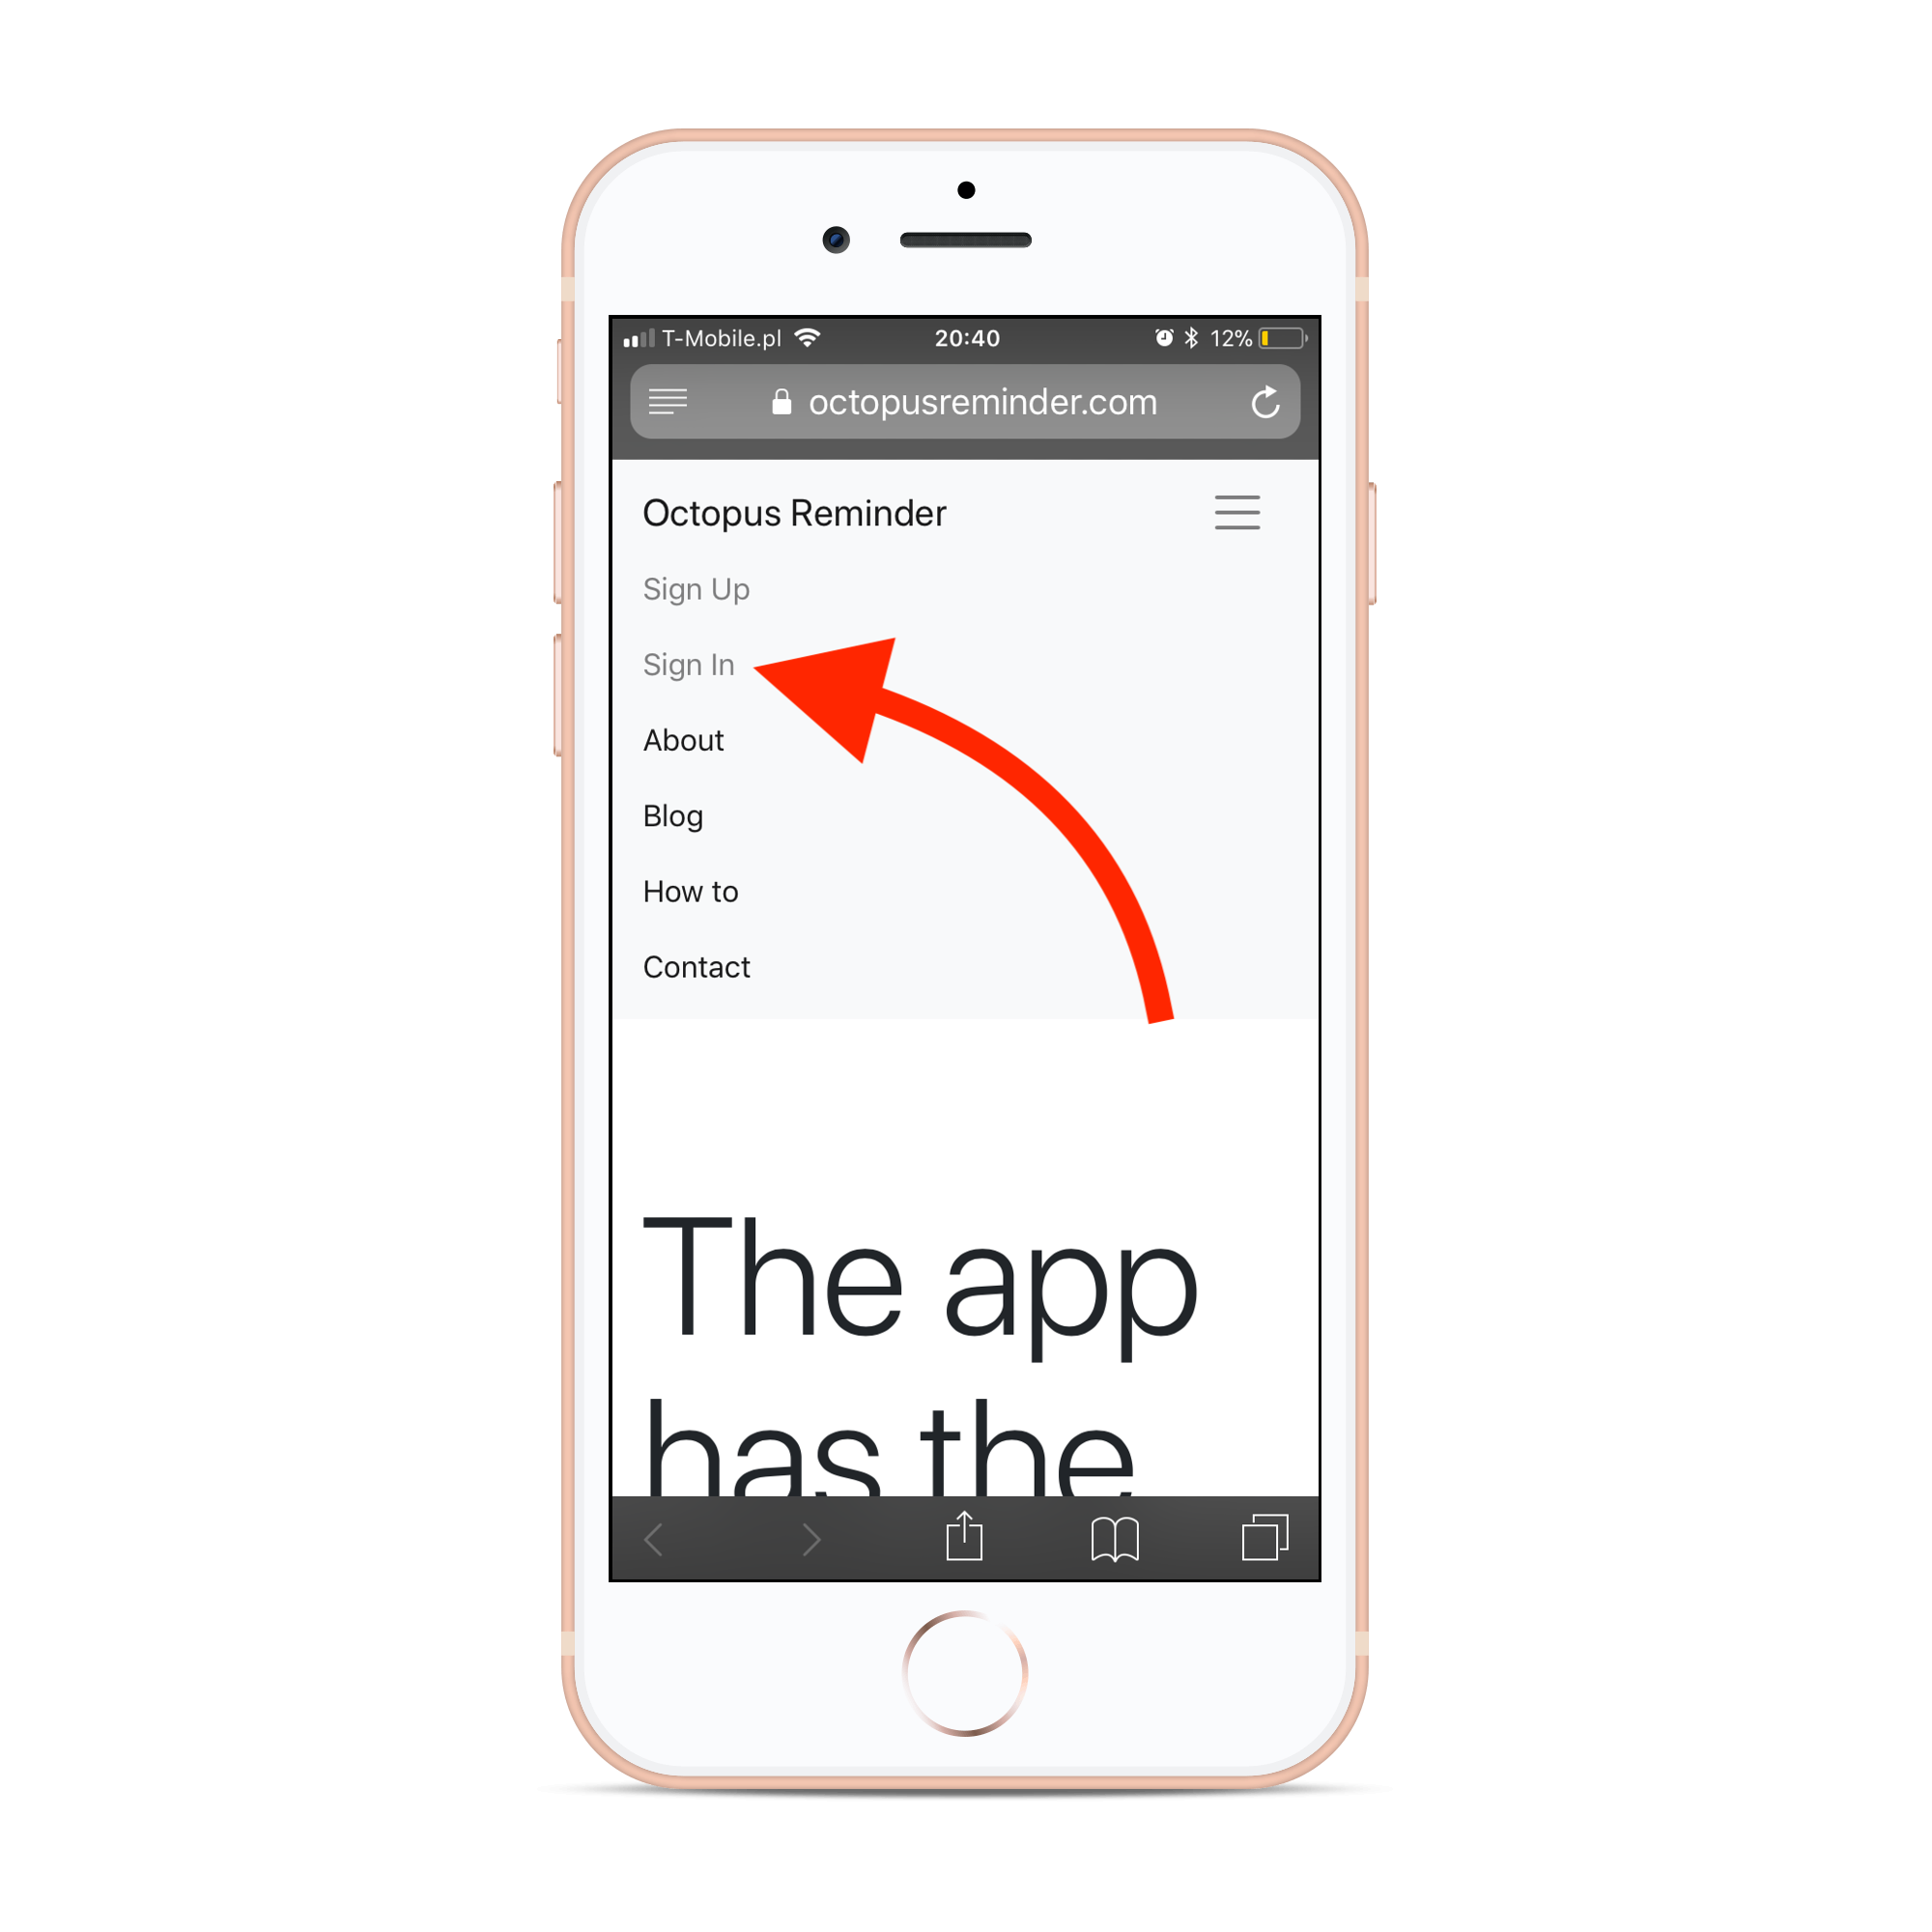 T-Mobile.pl 20:40 12%
octopusreminder.com
Octopus Reminder
Sign Up
Sign In
About
Blog
How to
Contact
The app
has the